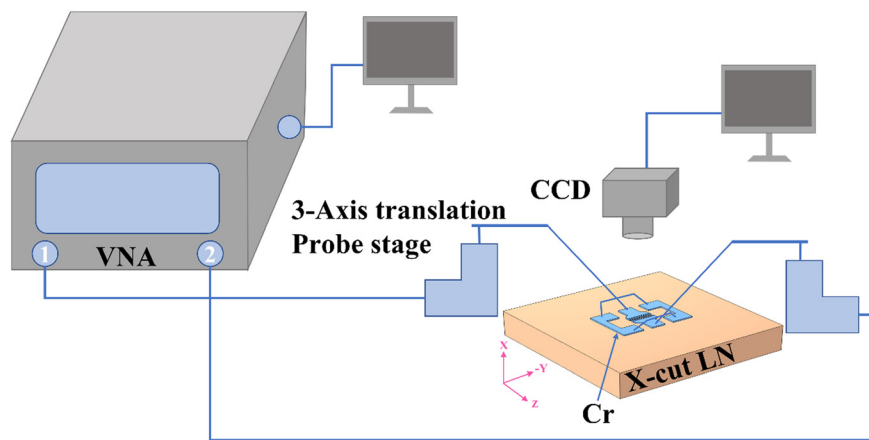 1
VNA
2
3-Axis translation
Probe stage
CCD
X
-Y
Z
X-cut LN
Cr